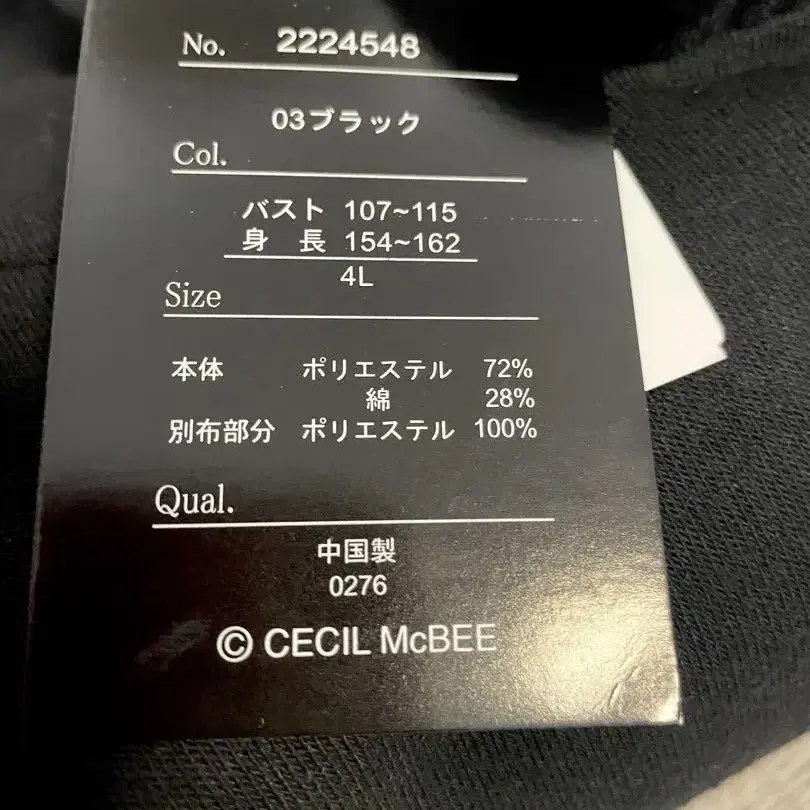 No. 2224548
03ブラック
Col.
バスト 107~115
身 長 154~162
4L
Size
本体 ポリエステル 72%
綿 28%
別布部分 ポリエステル 100%
Qual.
中国製
0276
© CECIL McBEE